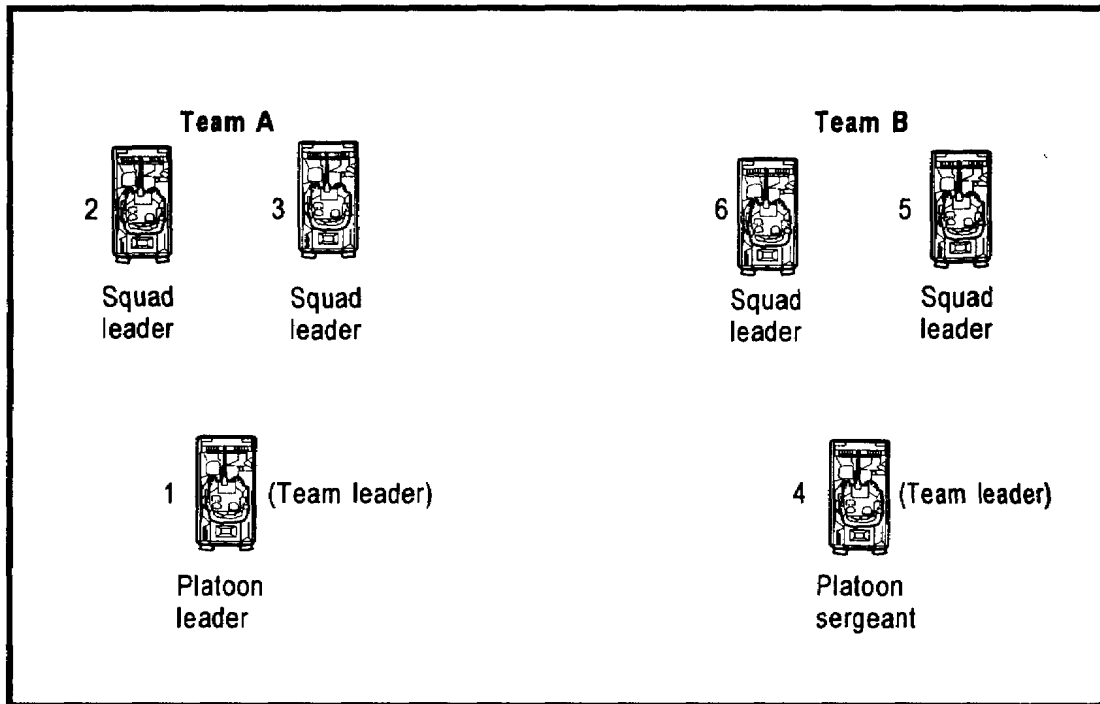 Team A
Team B
2
3
6
5
Squad
leader
Squad
leader
Squad
leader
Squad
leader
1
(Team leader)
4
(Team leader)
Platoon
leader
Platoon
sergeant